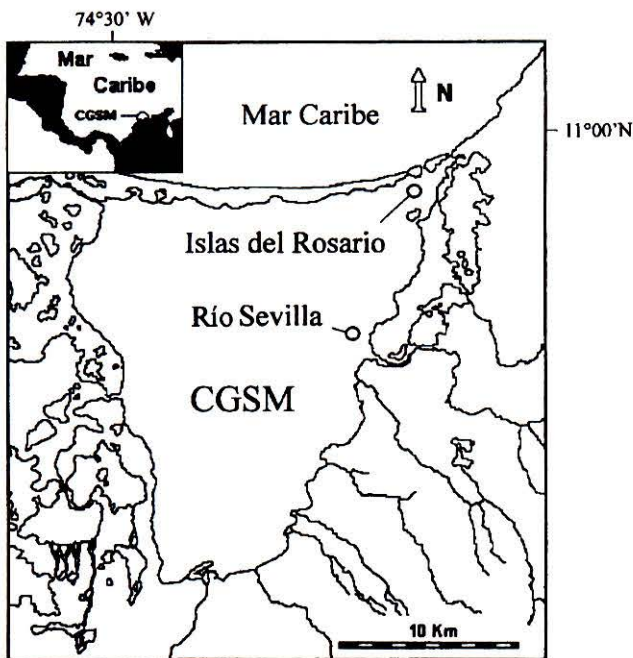 74°30' W
Mar
Caribe
CGSM
N
Mar Caribe
11°00'N
Islas del Rosario
Río Sevilla
CGSM
10 Km